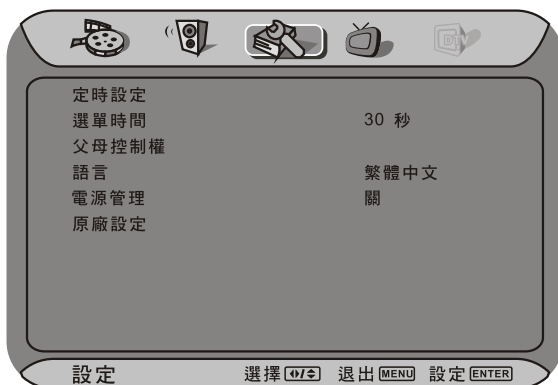 DTV
定時設定
選單時間 30 秒
父母控制權
語言 繁體中文
電源管理 關
原廠設定
設定 選擇 退出 MENU 設定 ENTER